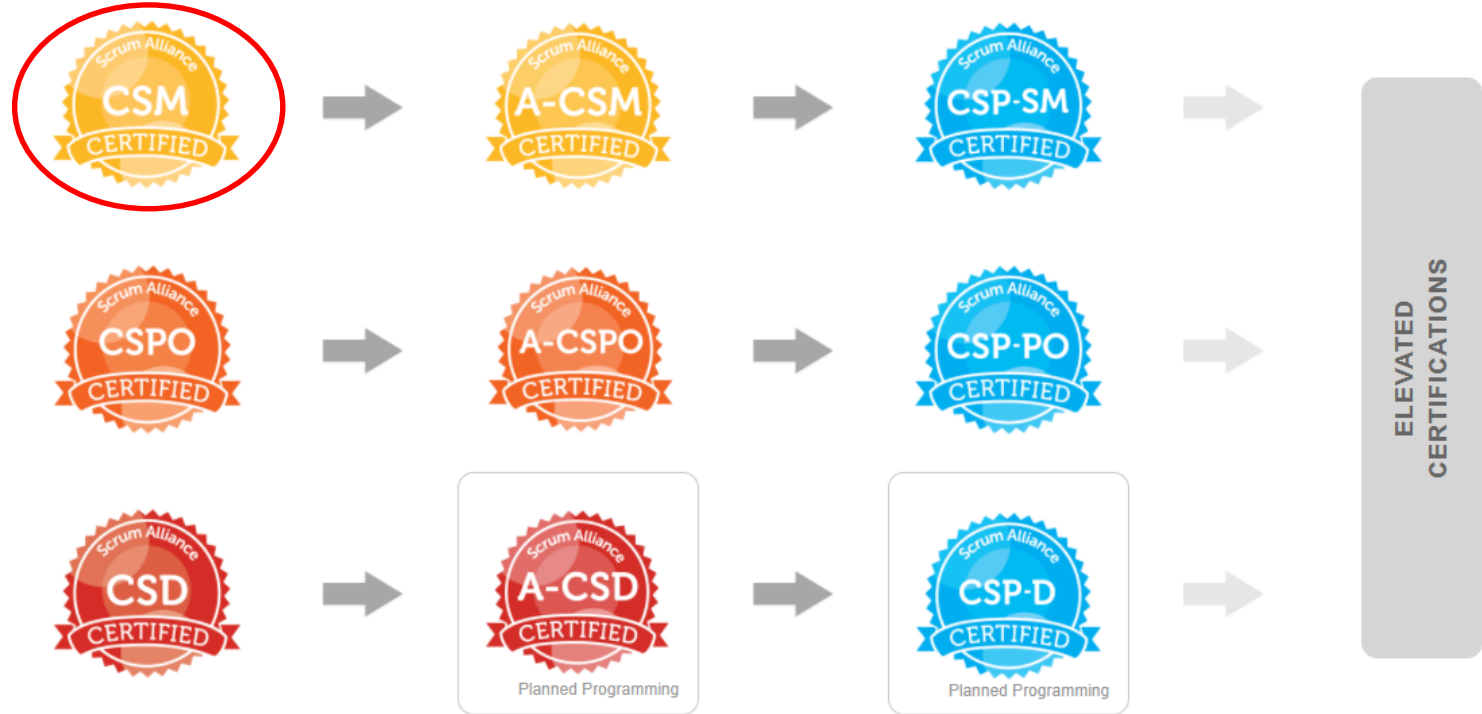 Scrum Alliance
CSM
CERTIFIED
Scrum Alliance
A-CSM
CERTIFIED
Scrum Alliance
CSP-SM
CERTIFIED
Scrum Alliance
CSPO
CERTIFIED
Scrum Alliance
A-CSPO
CERTIFIED
Scrum Alliance
CSP-PO
CERTIFIED
Scrum Alliance
CSD
CERTIFIED
Scrum Alliance
A-CSD
CERTIFIED
Planned Programming
Scrum Alliance
CSP-D
CERTIFIED
Planned Programming
ELEVATED
CERTIFICATIONS